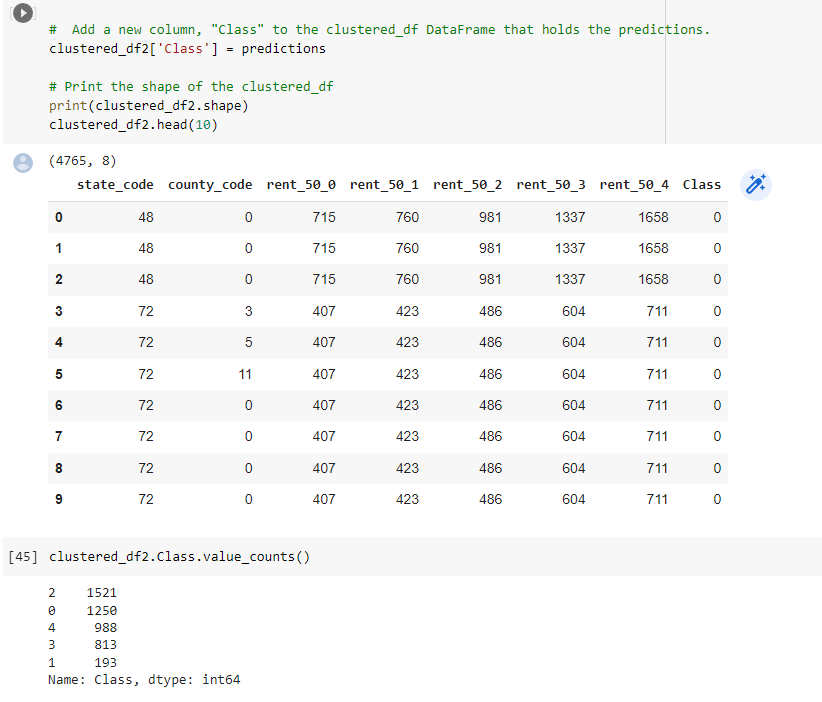 #  Add a new column, "Class" to the clustered_df DataFrame that holds the predictions.
clustered_df2['Class'] = predictions
# Print the shape of the clustered_df
print(clustered_df2.shape)
clustered_df2.head(10)
(4765, 8)
state_code county_code rent_50_0 rent_50_1 rent_50_2 rent_50_3 rent_50_4 Class
0 48 0 715 760 981 1337 1658 0
1 48 0 715 760 981 1337 1658 0
2 48 0 715 760 981 1337 1658 0
3 72 3 407 423 486 604 711 0
4 72 5 407 423 486 604 711 0
5 72 11 407 423 486 604 711 0
6 72 0 407 423 486 604 711 0
7 72 0 407 423 486 604 711 0
8 72 0 407 423 486 604 711 0
9 72 0 407 423 486 604 711 0
[45] clustered_df2.Class.value_counts()
2    1521
0    1250
4     988
3     813
1     193
Name: Class, dtype: int64